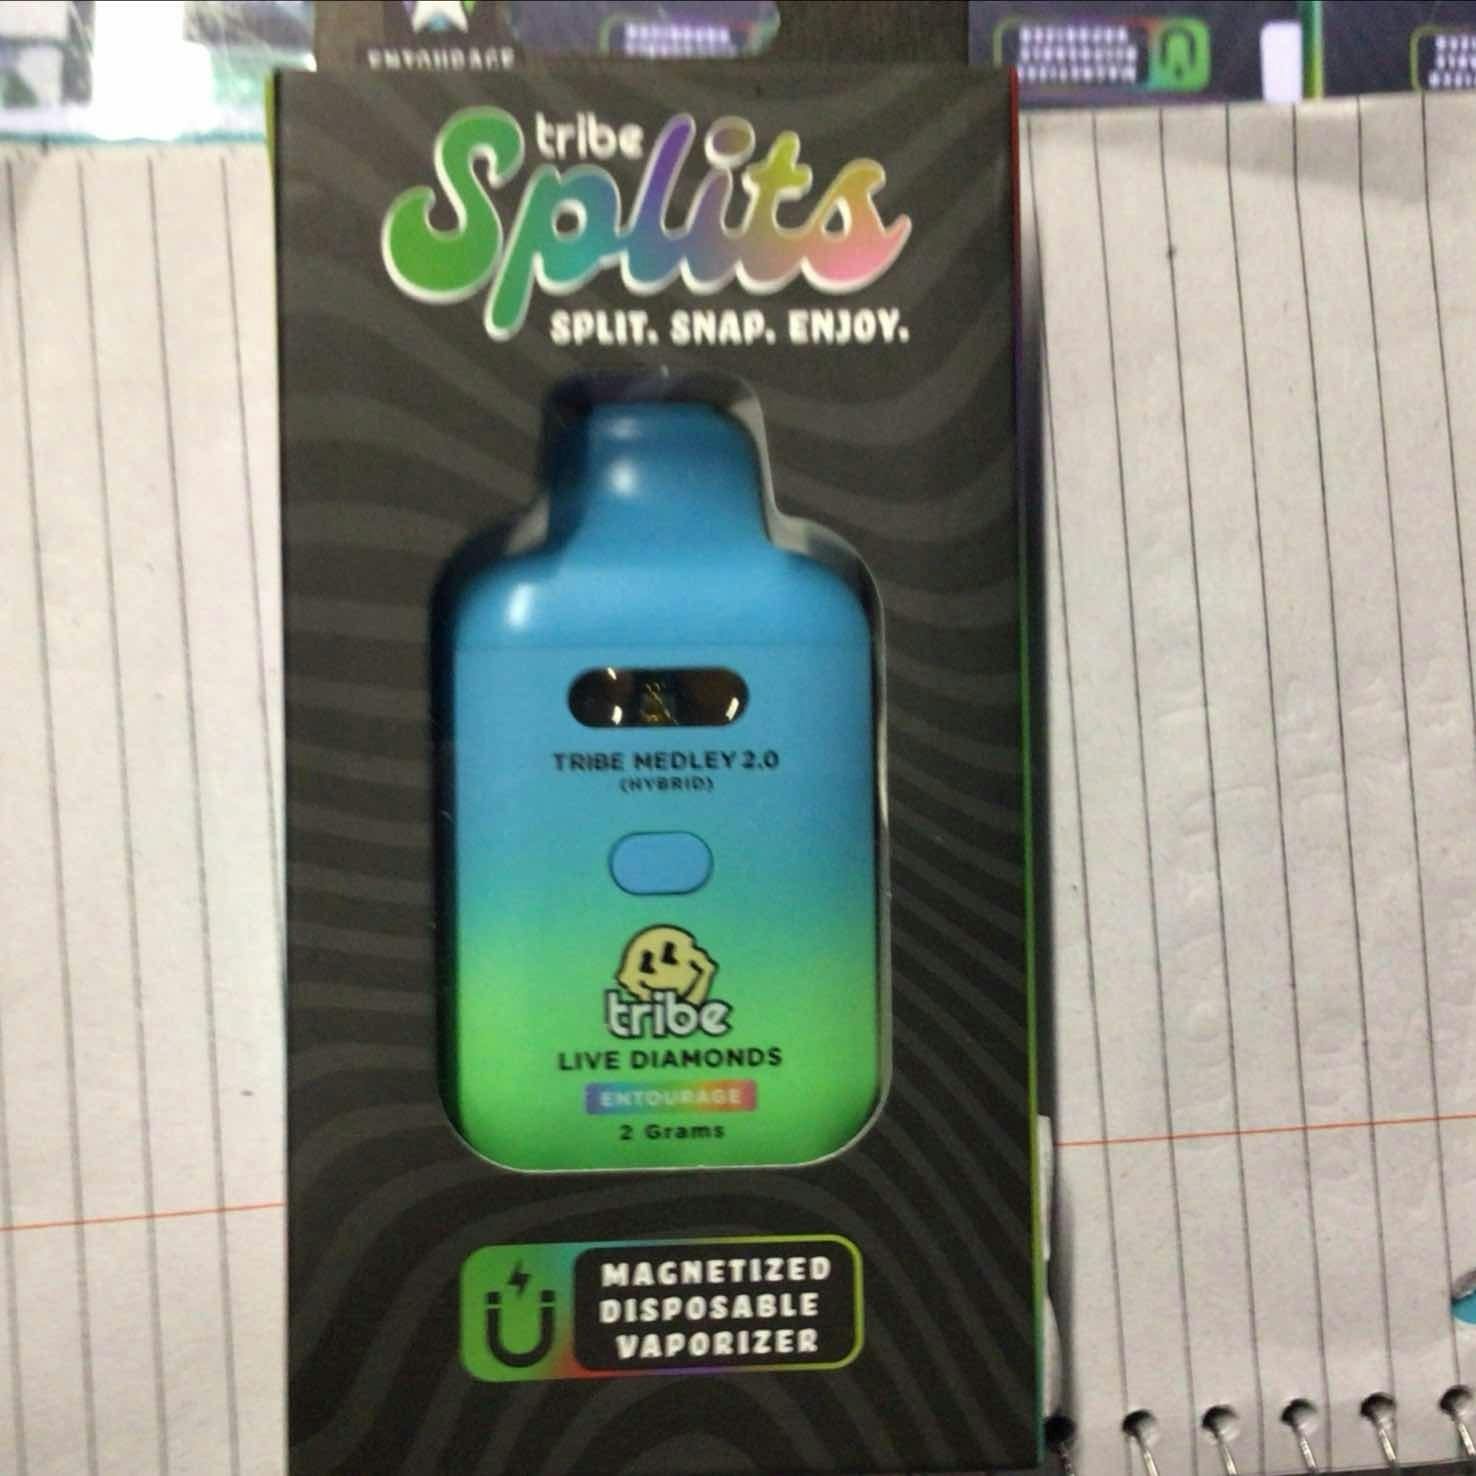 ENTOURAGE
tribe
Splits
SPLIT. SNAP. ENJOY.
TRIBE MEDLEY 2.0
(HYBRID)
tribe
LIVE DIAMONDS
ENTOURAGE
2 Grams
MAGNETIZED
DISPOSABLE
VAPORIZER